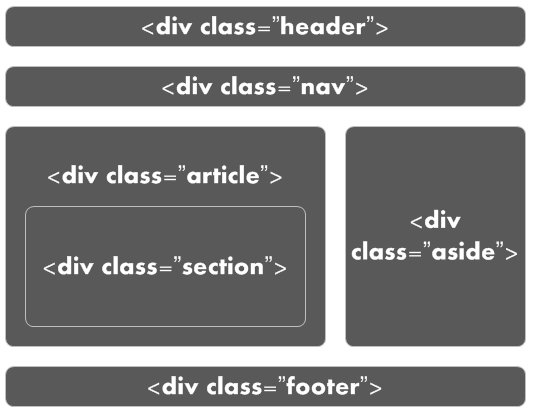 <div class=”header”>
<div class=”nav”>
<div class=”article”>
<div class=”section”>
<div
class=”aside”>
<div class=”footer”>